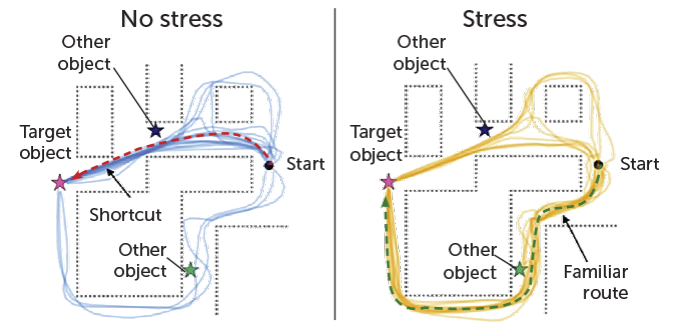 No stress
Other
object
Target
object
Start
Shortcut
Other
object
Stress
Other
object
Target
object
Start
Other
object
Familiar
route